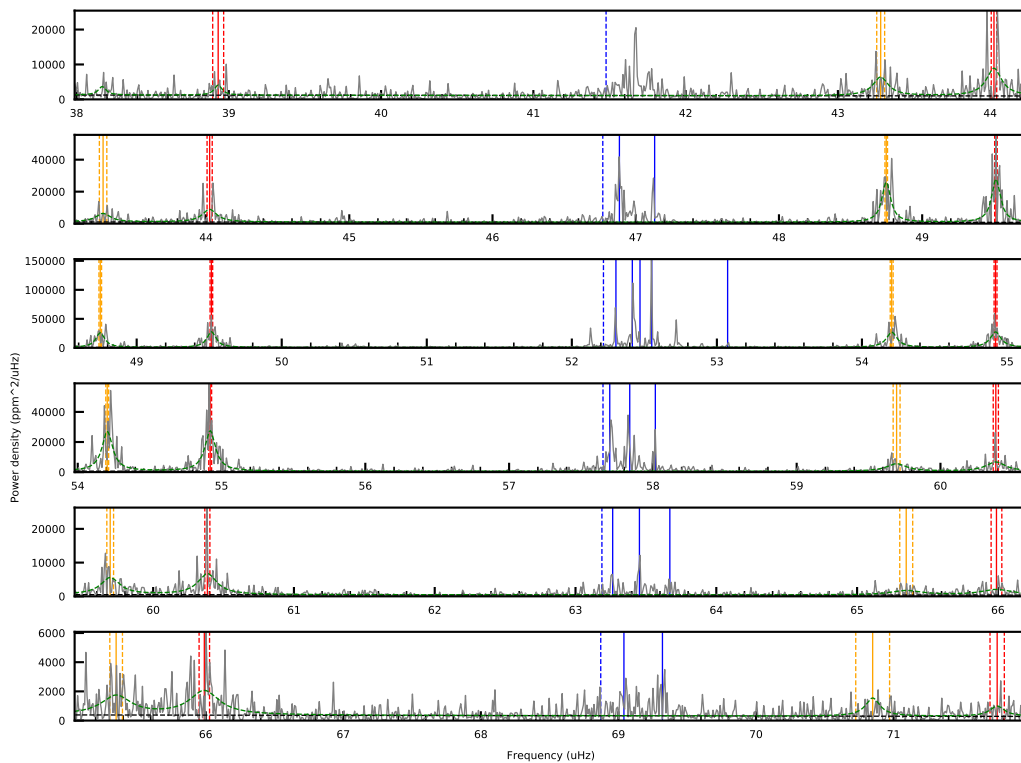 20000
10000
0
38 39 40 41 42 43 44
40000
20000
0
44 45 46 47 48 49
150000
100000
50000
0
49 50 51 52 53 54 55
Power density (ppm^2/uHz)
40000
20000
0
54 55 56 57 58 59 60
20000
10000
0
60 61 62 63 64 65 66
6000
4000
2000
0
66 67 68 69 70 71
Frequency (uHz)